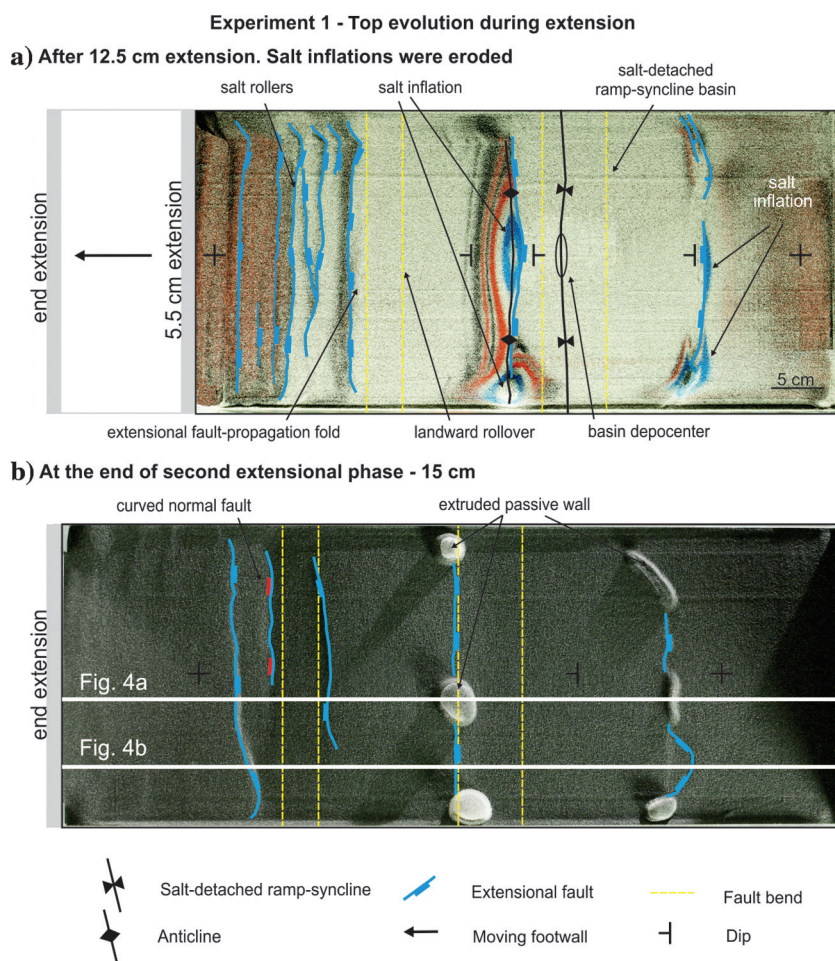 Experiment 1 - Top evolution during extension
a) After 12.5 cm extension. Salt inflations were eroded
salt rollers
salt inflation
salt-detached
ramp-syncline basin
end extension
5.5 cm extension
salt
inflation
5 cm
extensional fault-propagation fold
landward rollover
basin depocenter
b) At the end of second extensional phase - 15 cm
curved normal fault
extruded passive wall
end extension
Fig. 4a
Fig. 4b
Salt-detached ramp-syncline
Extensional fault
Fault bend
Anticline
Moving footwall
Dip